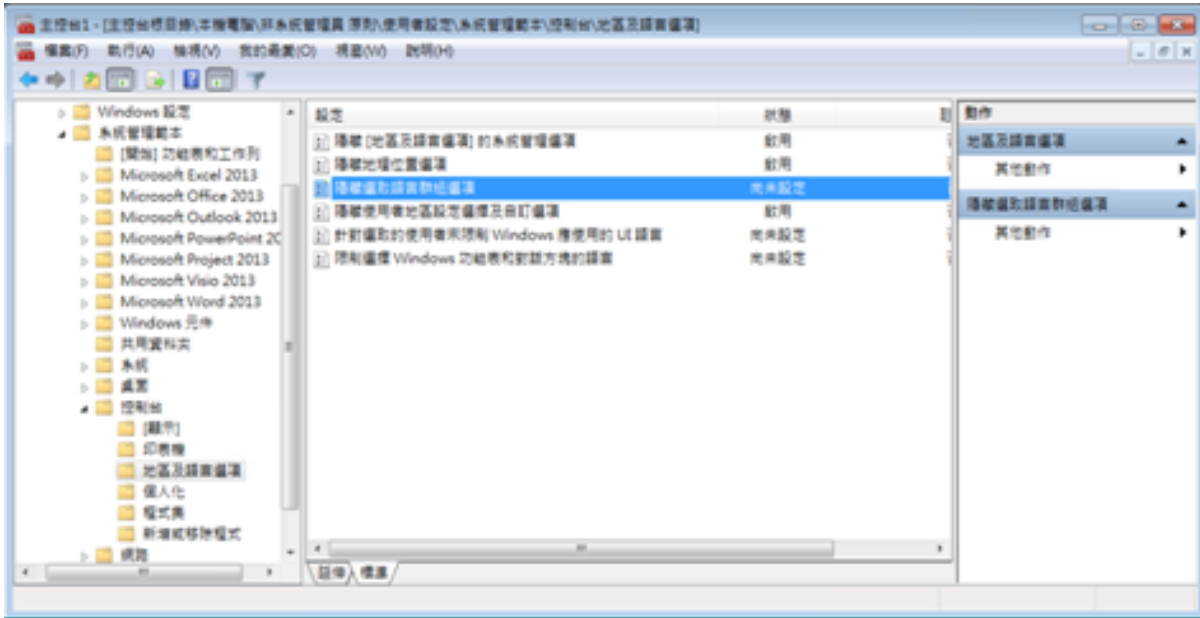 主控台1 - [主控台根目錄\本機電腦\非系統管理員 原則\使用者設定\系統管理範本\控制台\地區及語言選項]
檔案(F) 執行(A) 檢視(V) 我的最愛(O) 視窗(W) 說明(H)
Windows 設定
系統管理範本
[開始] 功能表和工作列
Microsoft Excel 2013
Microsoft Office 2013
Microsoft Outlook 2013
Microsoft PowerPoint 20
Microsoft Project 2013
Microsoft Visio 2013
Microsoft Word 2013
Windows 元件
共用資料夾
系統
桌面
控制台
[顯示]
印表機
地區及語言選項
個人化
程式集
新增或移除程式
網路
設定 狀態
隱藏 [地區及語言選項] 的系統管理選項 啟用
隱藏地理位置選項 啟用
隱藏選取語言群組選項 尚未設定
隱藏使用者地區設定選擇及自訂選項 啟用
針對選取的使用者來限制 Windows 應使用的 UI 語言 尚未設定
限制選擇 Windows 功能表和對話方塊的語言 尚未設定
延伸 標準
動作
地區及語言選項
其他動作
隱藏選取語言群組選項
其他動作